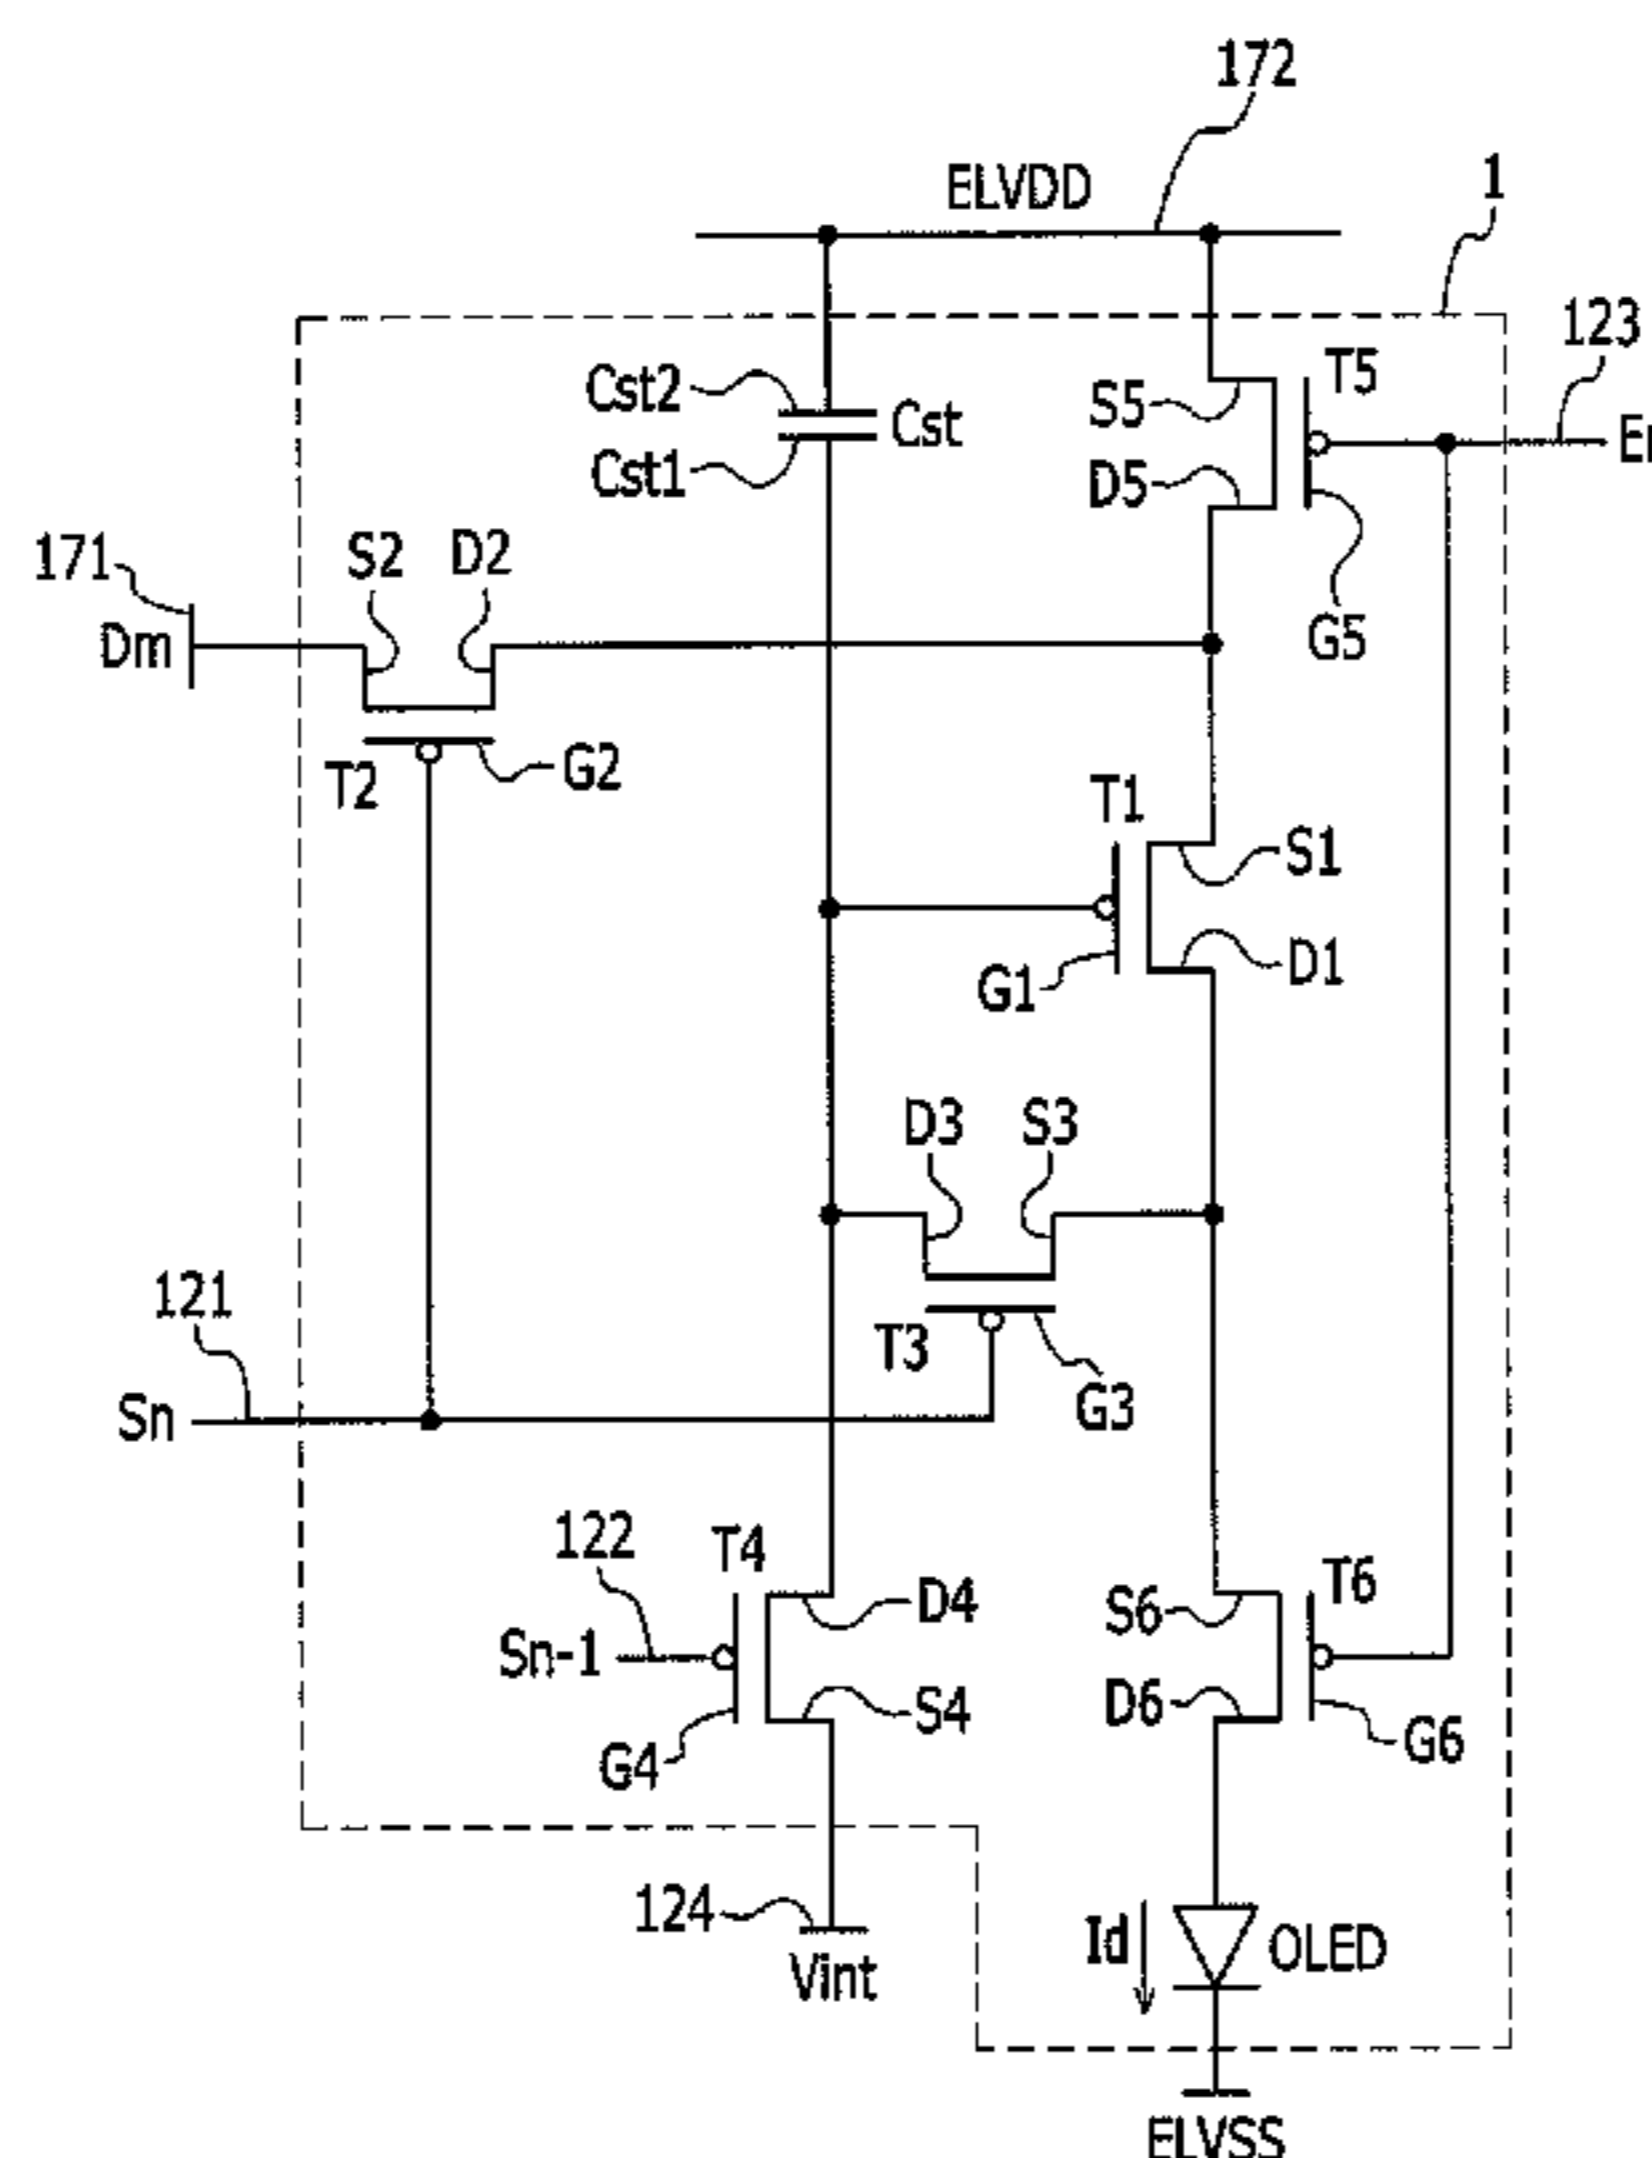 172
ELVDD
1
123
T5
Cst2
S5
Cst
Cst1
D5
S2
D2
171
Dm
G5
T2
G2
T1
S1
G1
D1
D3
S3
121
T3
G3
Sn
122
T4
T6
D4
S6
Sn-1
S4
D6
G6
G4
124
Id
OLED
Vint
ELVSS